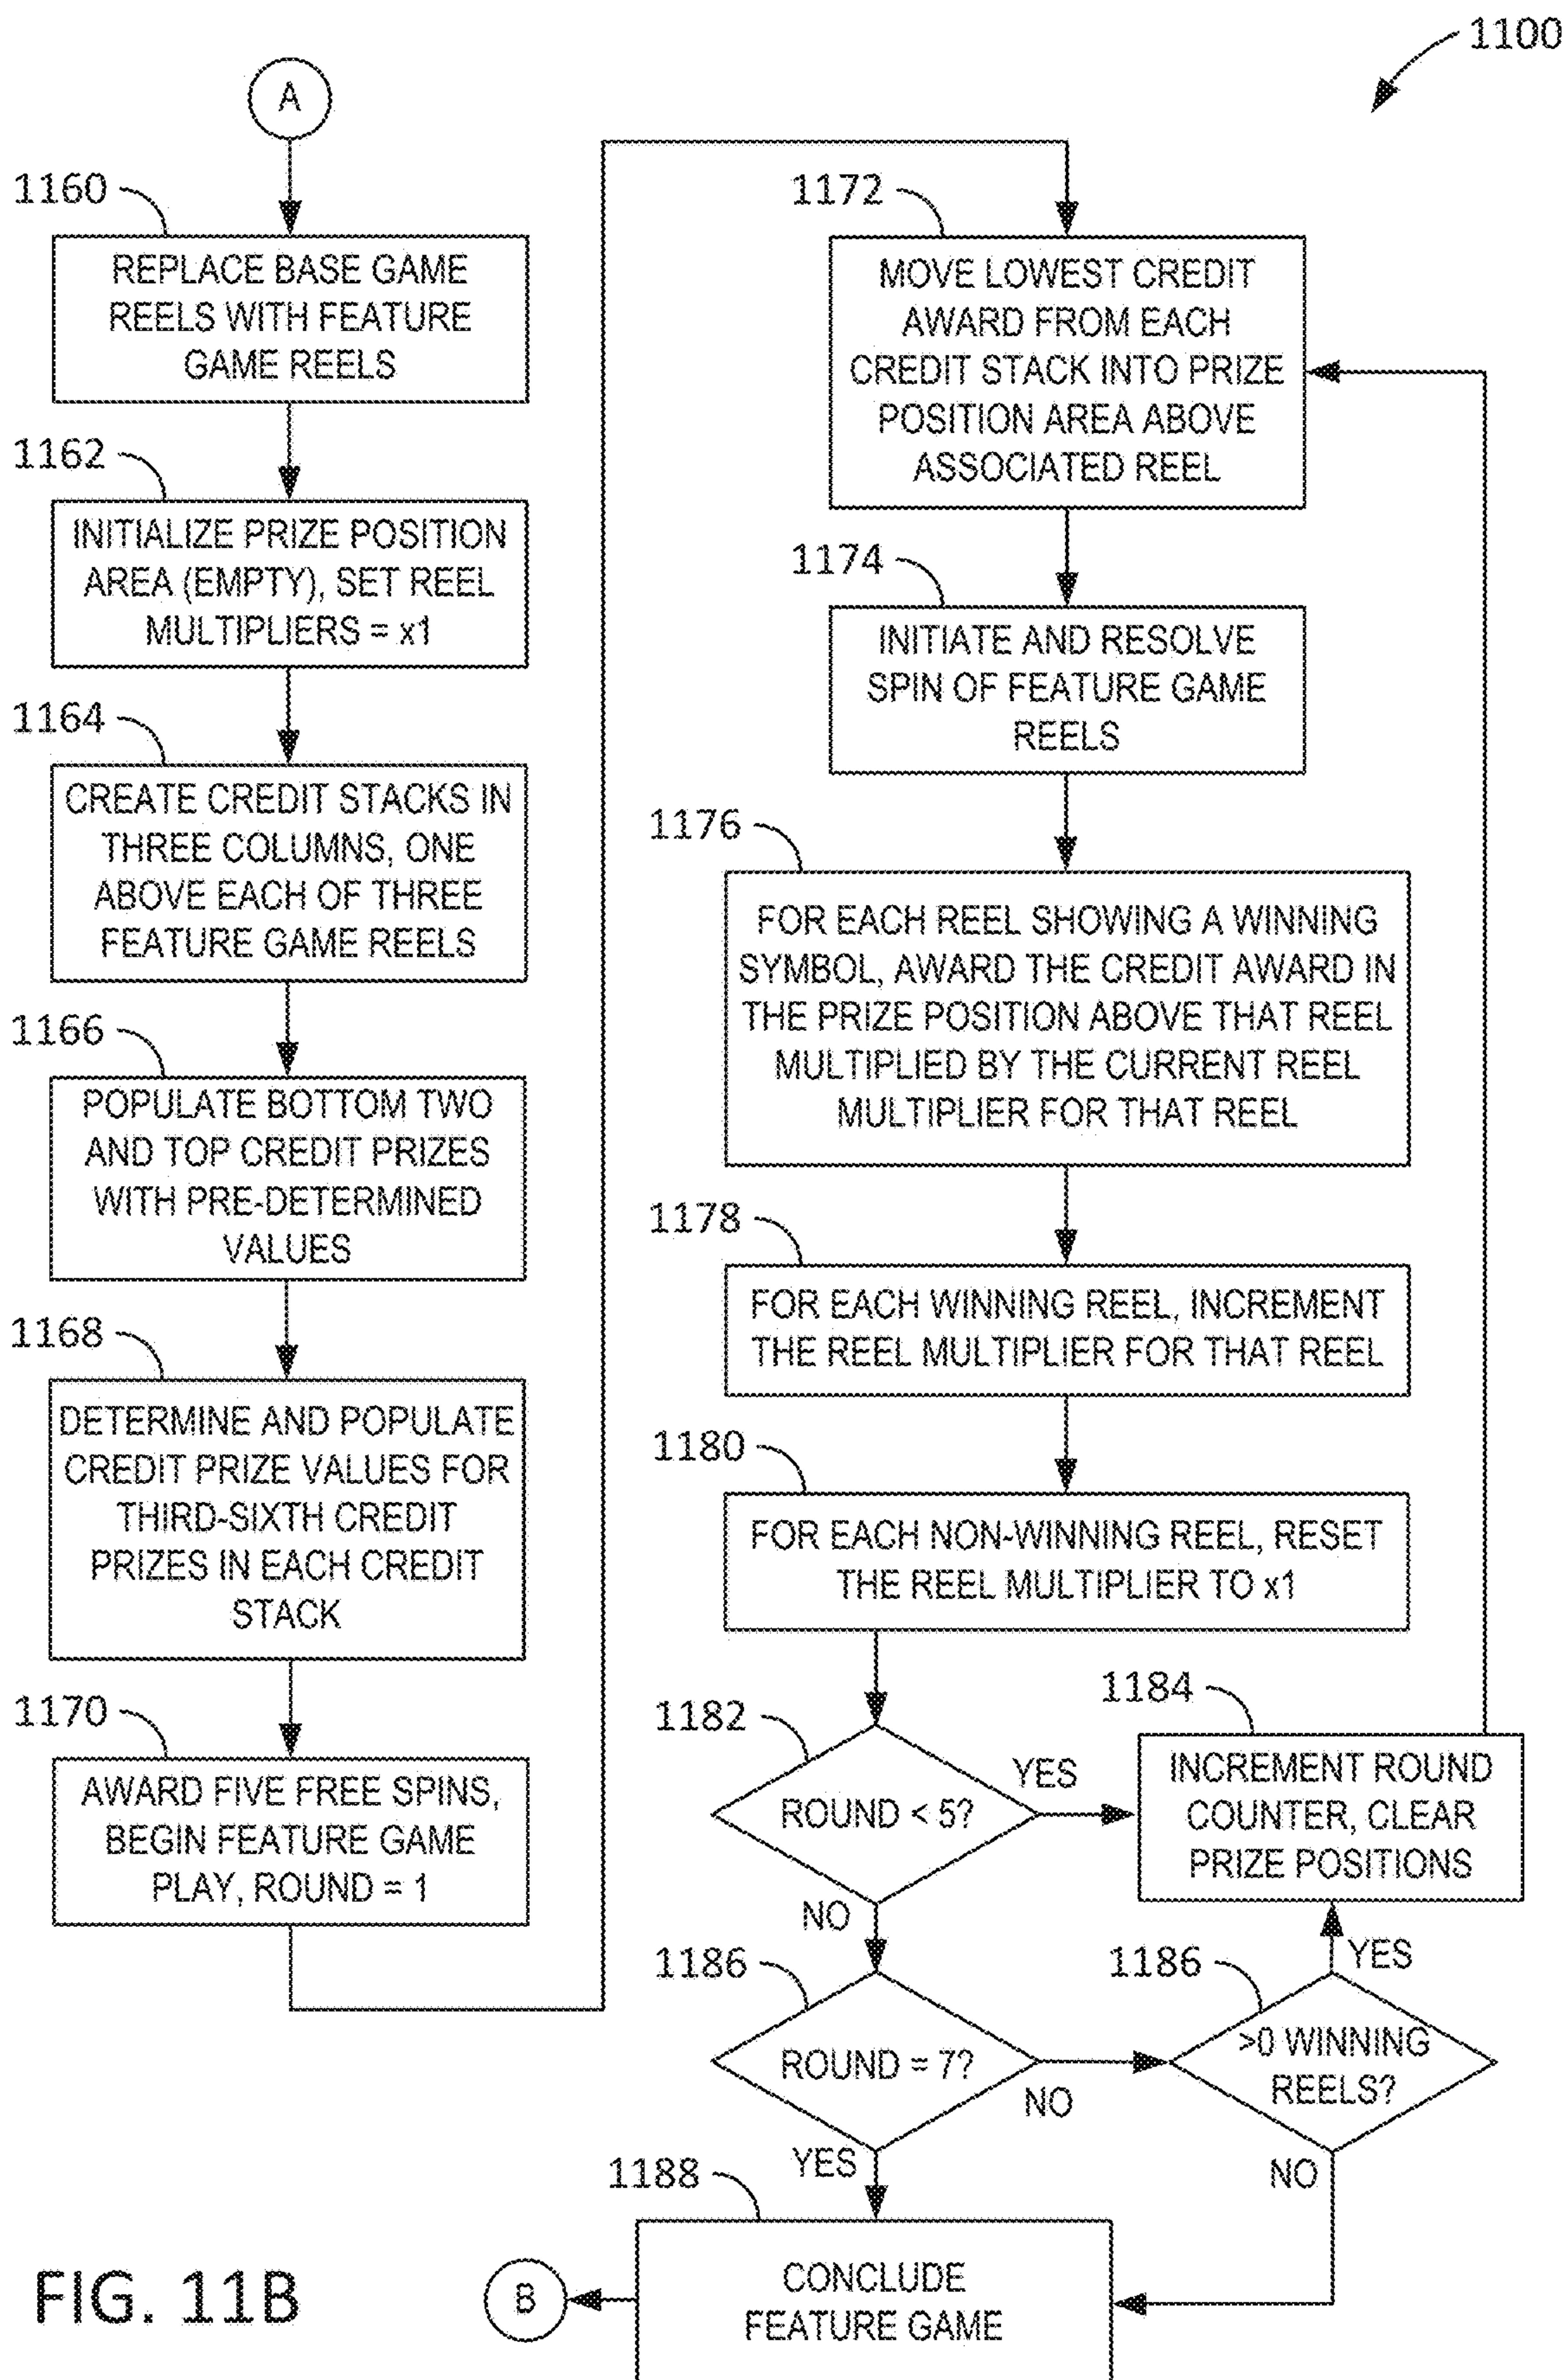 1100
A
1160
REPLACE BASE GAME
REELS WITH FEATURE
GAME REELS
1162
INITIALIZE PRIZE POSITION
AREA (EMPTY), SET REEL
MULTIPLIERS = x1
1164
CREATE CREDIT STACKS IN
THREE COLUMNS, ONE
ABOVE EACH OF THREE
FEATURE GAME REELS
1166
POPULATE BOTTOM TWO
AND TOP CREDIT PRIZES
WITH PRE-DETERMINED
VALUES
1168
DETERMINE AND POPULATE
CREDIT PRIZE VALUES FOR
THIRD-SIXTH CREDIT
PRIZES IN EACH CREDIT
STACK
1170
AWARD FIVE FREE SPINS,
BEGIN FEATURE GAME
PLAY, ROUND = 1
1172
MOVE LOWEST CREDIT
AWARD FROM EACH
CREDIT STACK INTO PRIZE
POSITION AREA ABOVE
ASSOCIATED REEL
1174
INITIATE AND RESOLVE
SPIN OF FEATURE GAME
REELS
1176
FOR EACH REEL SHOWING A WINNING
SYMBOL, AWARD THE CREDIT AWARD IN
THE PRIZE POSITION ABOVE THAT REEL
MULTIPLIED BY THE CURRENT REEL
MULTIPLIER FOR THAT REEL
1178
FOR EACH WINNING REEL, INCREMENT
THE REEL MULTIPLIER FOR THAT REEL
1180
FOR EACH NON-WINNING REEL, RESET
THE REEL MULTIPLIER TO x1
1182
ROUND < 5?
YES
NO
1184
INCREMENT ROUND
COUNTER, CLEAR
PRIZE POSITIONS
1186
ROUND = 7?
NO
YES
1186
>0 WINNING
REELS?
YES
NO
1188
CONCLUDE
FEATURE GAME
B
FIG. 11B